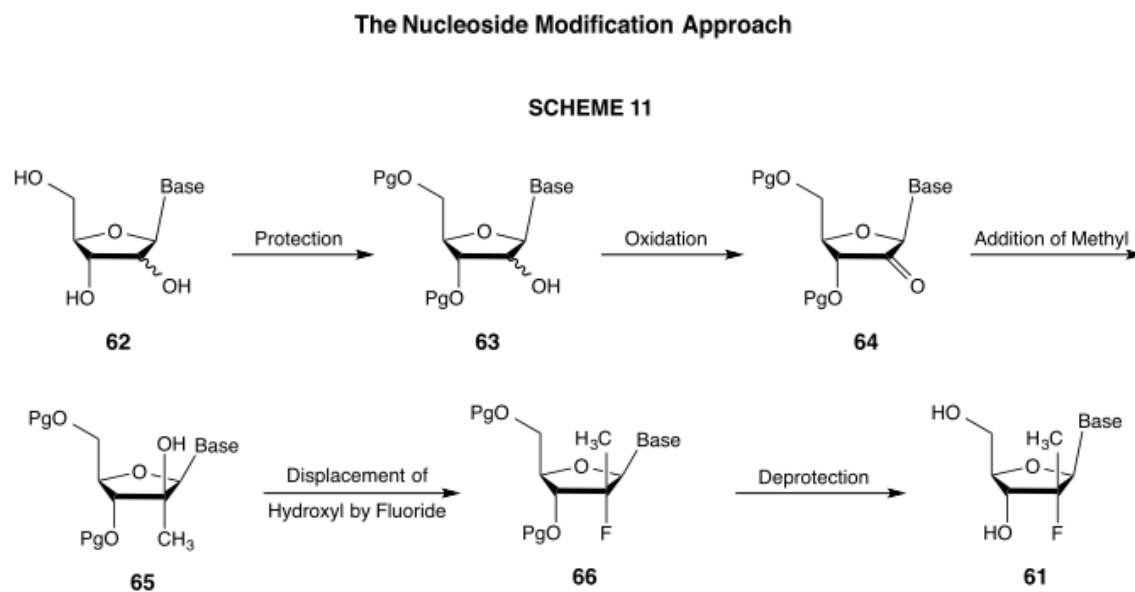 The Nucleoside Modification Approach
SCHEME 11
HO
Base
O
HO
OH
62
Protection
PgO
Base
O
PgO
OH
63
Oxidation
PgO
Base
O
PgO
O
64
Addition of Methyl
PgO
OH
Base
O
PgO
CH3
65
Displacement of
Hydroxyl by Fluoride
PgO
H3C
Base
O
PgO
F
66
Deprotection
HO
H3C
Base
O
HO
F
61